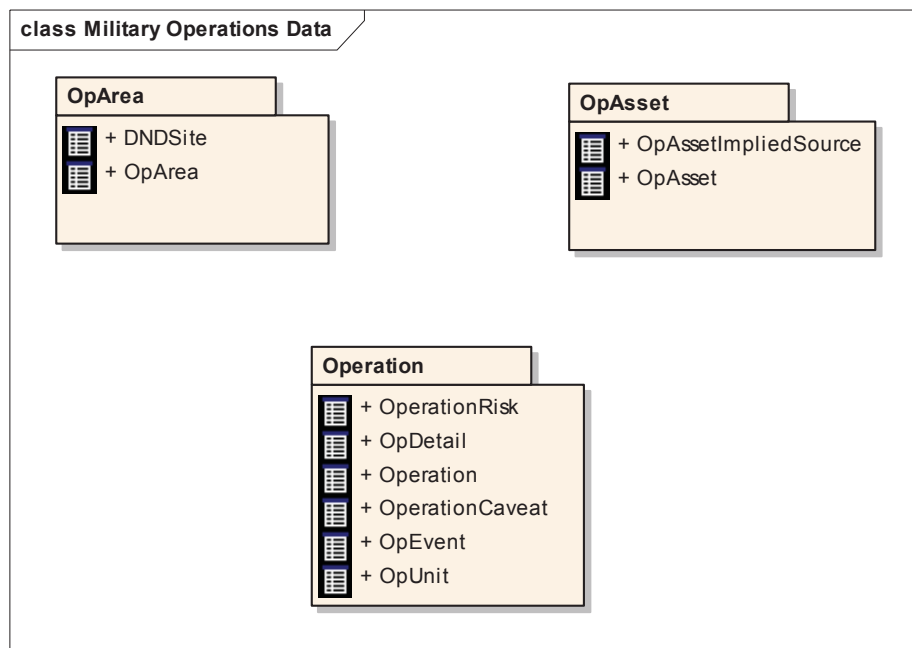 class Military Operations Data
OpArea
+ DNDSite
+ OpArea
OpAsset
+ OpAssetImpliedSource
+ OpAsset
Operation
+ OperationRisk
+ OpDetail
+ Operation
+ OperationCaveat
+ OpEvent
+ OpUnit